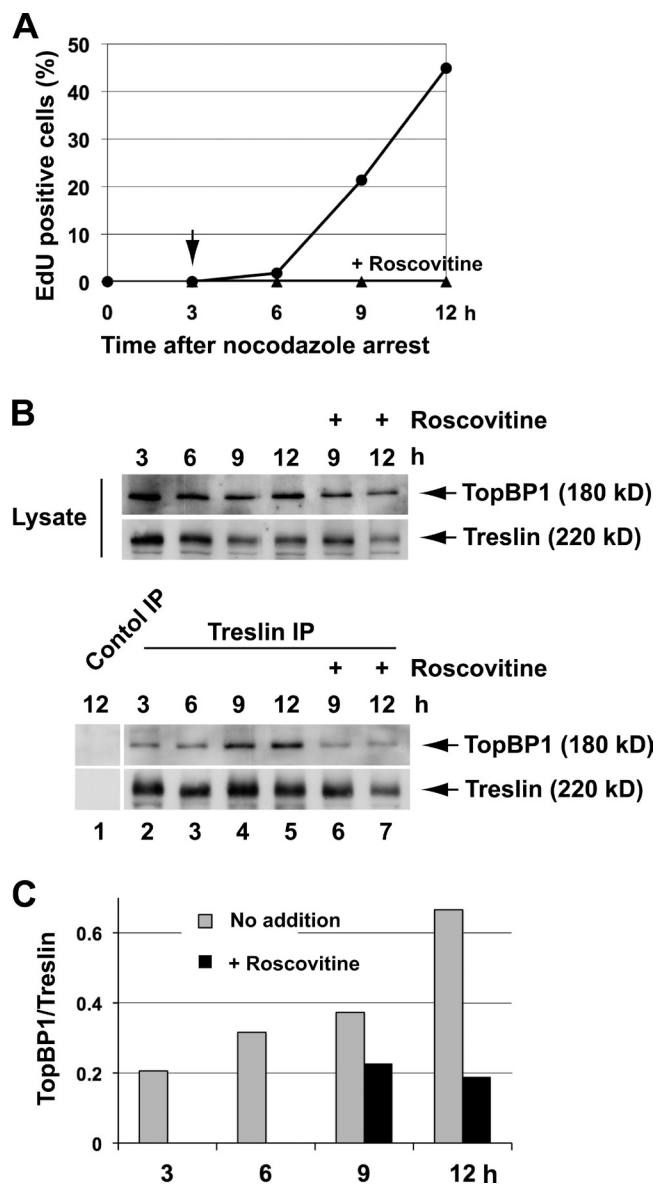 A
50
40
30
20
10
0
EdU positive cells (%)
+ Roscovitine
0 3 6 9 12 h
Time after nocodazole arrest
B
+ + Roscovitine
3 6 9 12 9 12 h
Lysate
TopBP1 (180 kD)
Treslin (220 kD)
Contol IP
Treslin IP
+ + Roscovitine
12 3 6 9 12 9 12 h
TopBP1 (180 kD)
Treslin (220 kD)
1 2 3 4 5 6 7
C
No addition
+ Roscovitine
0.6
0.4
0.2
0
TopBP1/Treslin
3 6 9 12 h